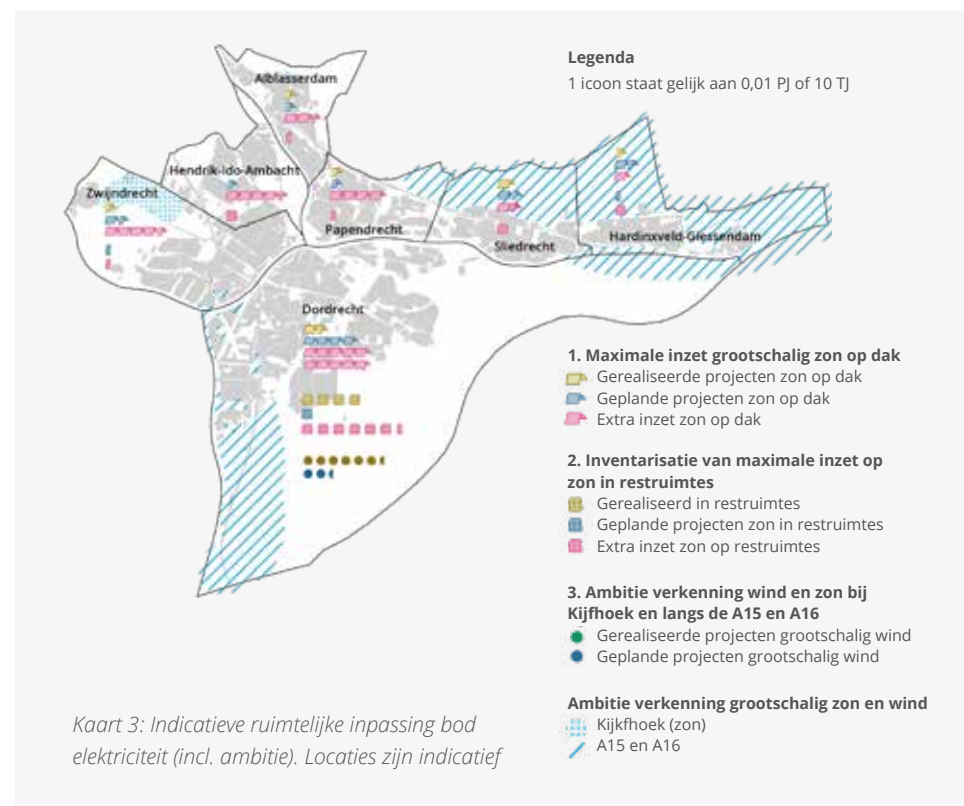 Alblasserdam
Hendrik-Ido-Ambacht
Zwijndrecht
Papendrecht
Sliedrecht
Hardinxveld-Giessendam
Dordrecht
Legenda
1 icoon staat gelijk aan 0,01 PJ of 10 TJ
1. Maximale inzet grootschalig zon op dak
Gerealiseerde projecten zon op dak
Geplande projecten zon op dak
Extra inzet zon op dak
2. Inventarisatie van maximale inzet op
zon in restruimtes
Gerealiseerd in restruimtes
Geplande projecten zon in restruimtes
Extra inzet zon op restruimtes
3. Ambitie verkenning wind en zon bij
Kijfhoek en langs de A15 en A16
Gerealiseerde projecten grootschalig wind
Geplande projecten grootschalig wind
Ambitie verkenning grootschalig zon en wind
Kijkfhoek (zon)
A15 en A16
Kaart 3: Indicatieve ruimtelijke inpassing bod
elektriciteit (incl. ambitie). Locaties zijn indicatief